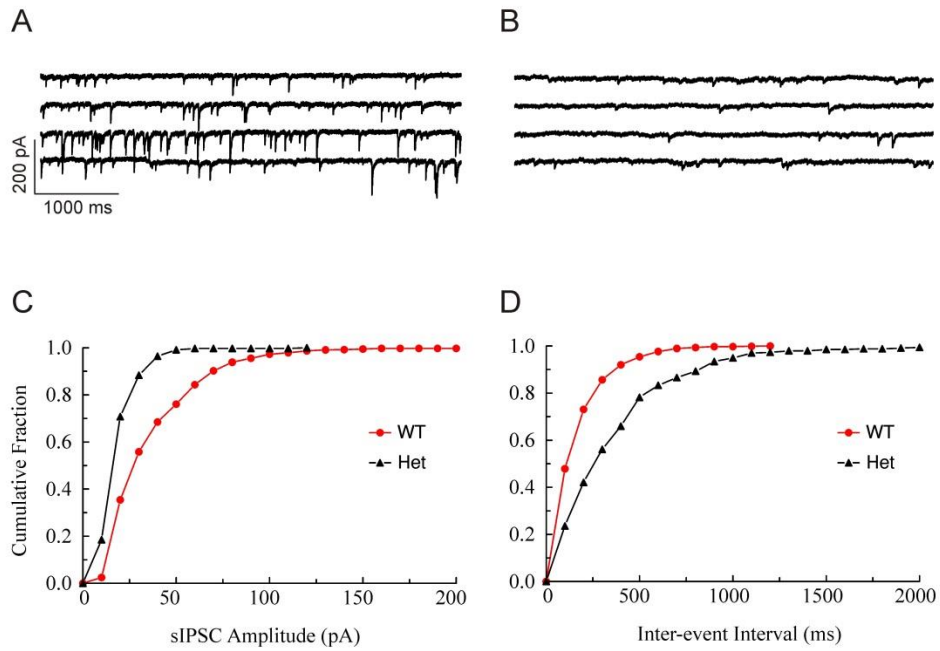 A
B
200 pA
1000 ms
C
D
Cumulative Fraction
1.0
0.8
0.6
0.4
0.2
0.0
WT
Het
0
50
100
150
200
sIPSC Amplitude (pA)
1.0
0.8
0.6
0.4
0.2
0.0
WT
Het
0
500
1000
1500
2000
Inter-event Interval (ms)